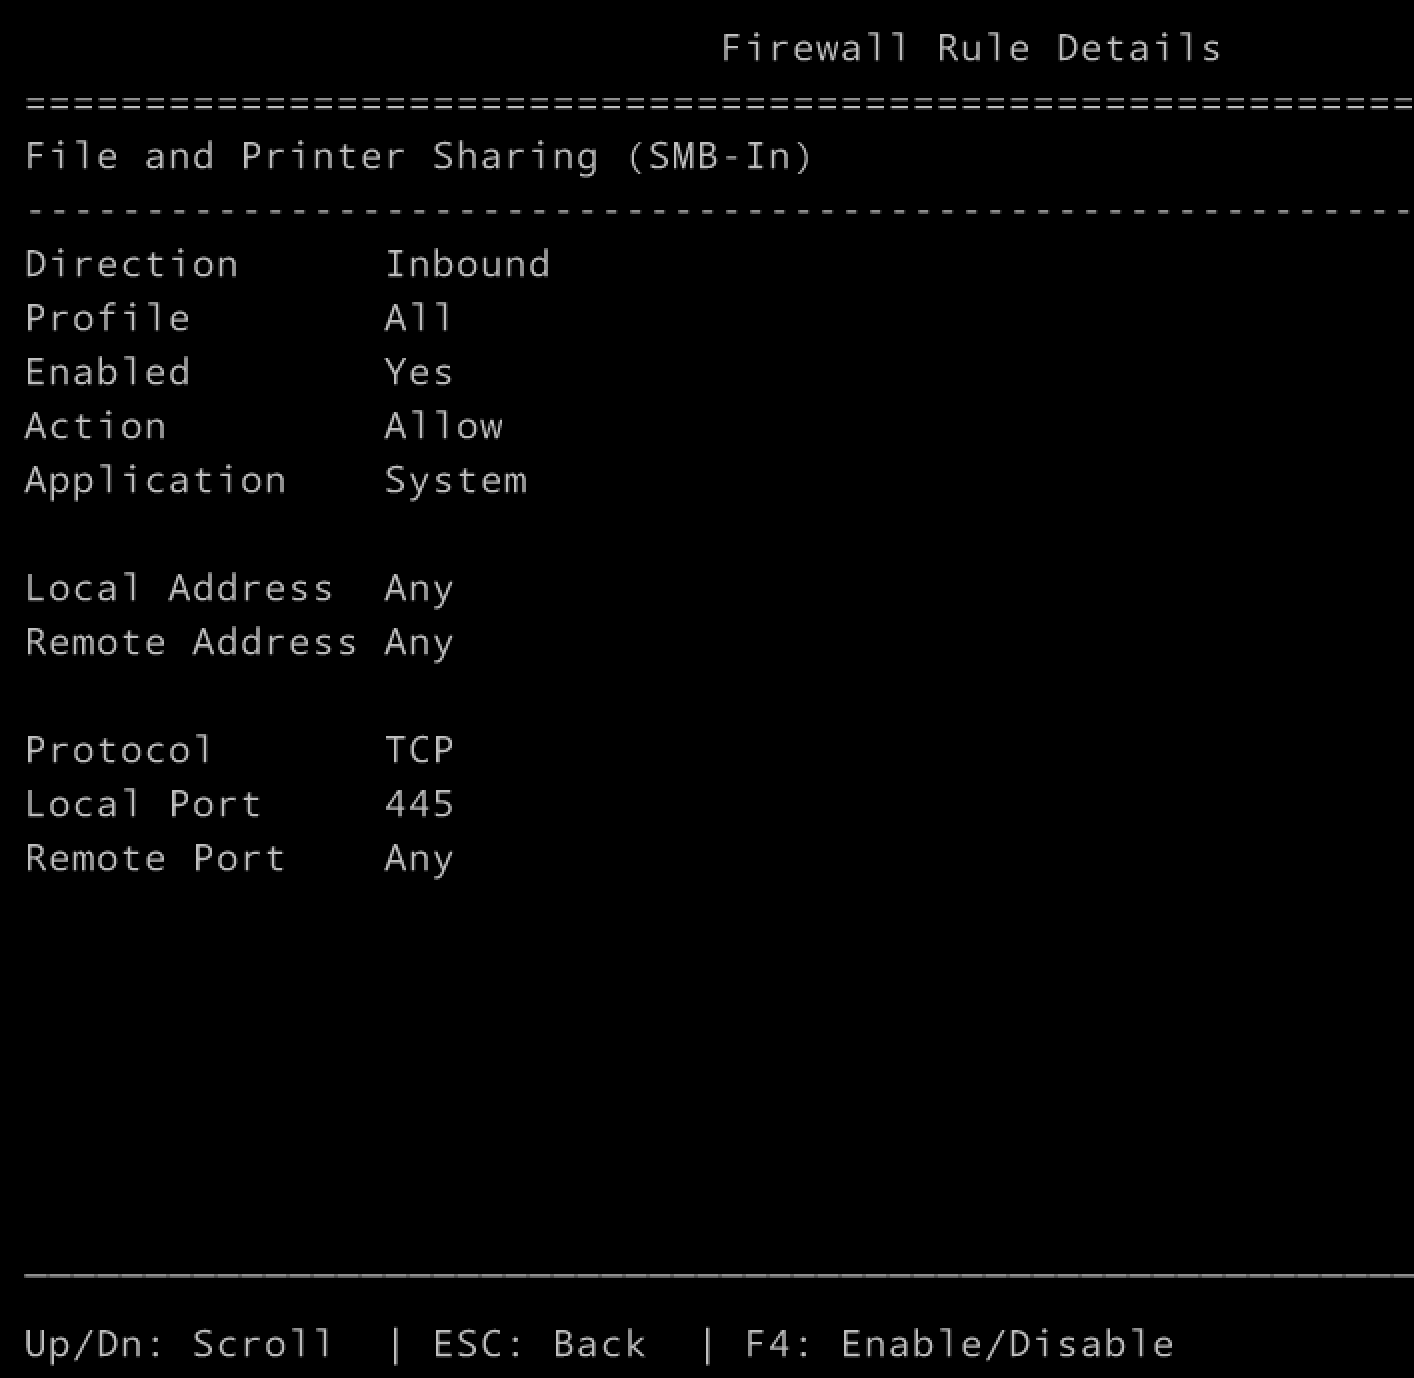 Firewall Rule Details
==========================================================
File and Printer Sharing (SMB-In)
----------------------------------------------------------
Direction      Inbound
Profile        All
Enabled        Yes
Action         Allow
Application    System
Local Address  Any
Remote Address Any
Protocol       TCP
Local Port     445
Remote Port    Any
Up/Dn: Scroll  | ESC: Back  | F4: Enable/Disable